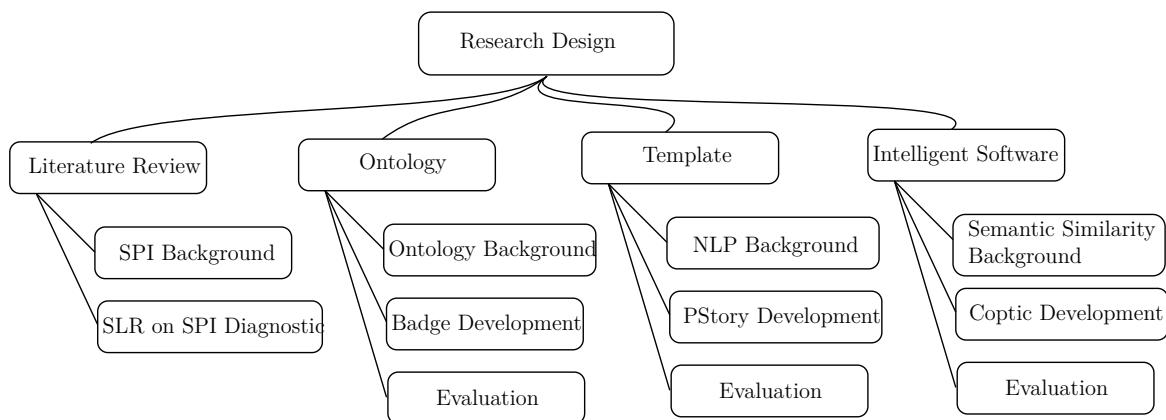 Research Design
Literature Review
Ontology
Template
Intelligent Software
SPI Background
Ontology Background
NLP Background
Semantic Similarity
Background
SLR on SPI Diagnostic
Badge Development
PStory Development
Coptic Development
Evaluation
Evaluation
Evaluation